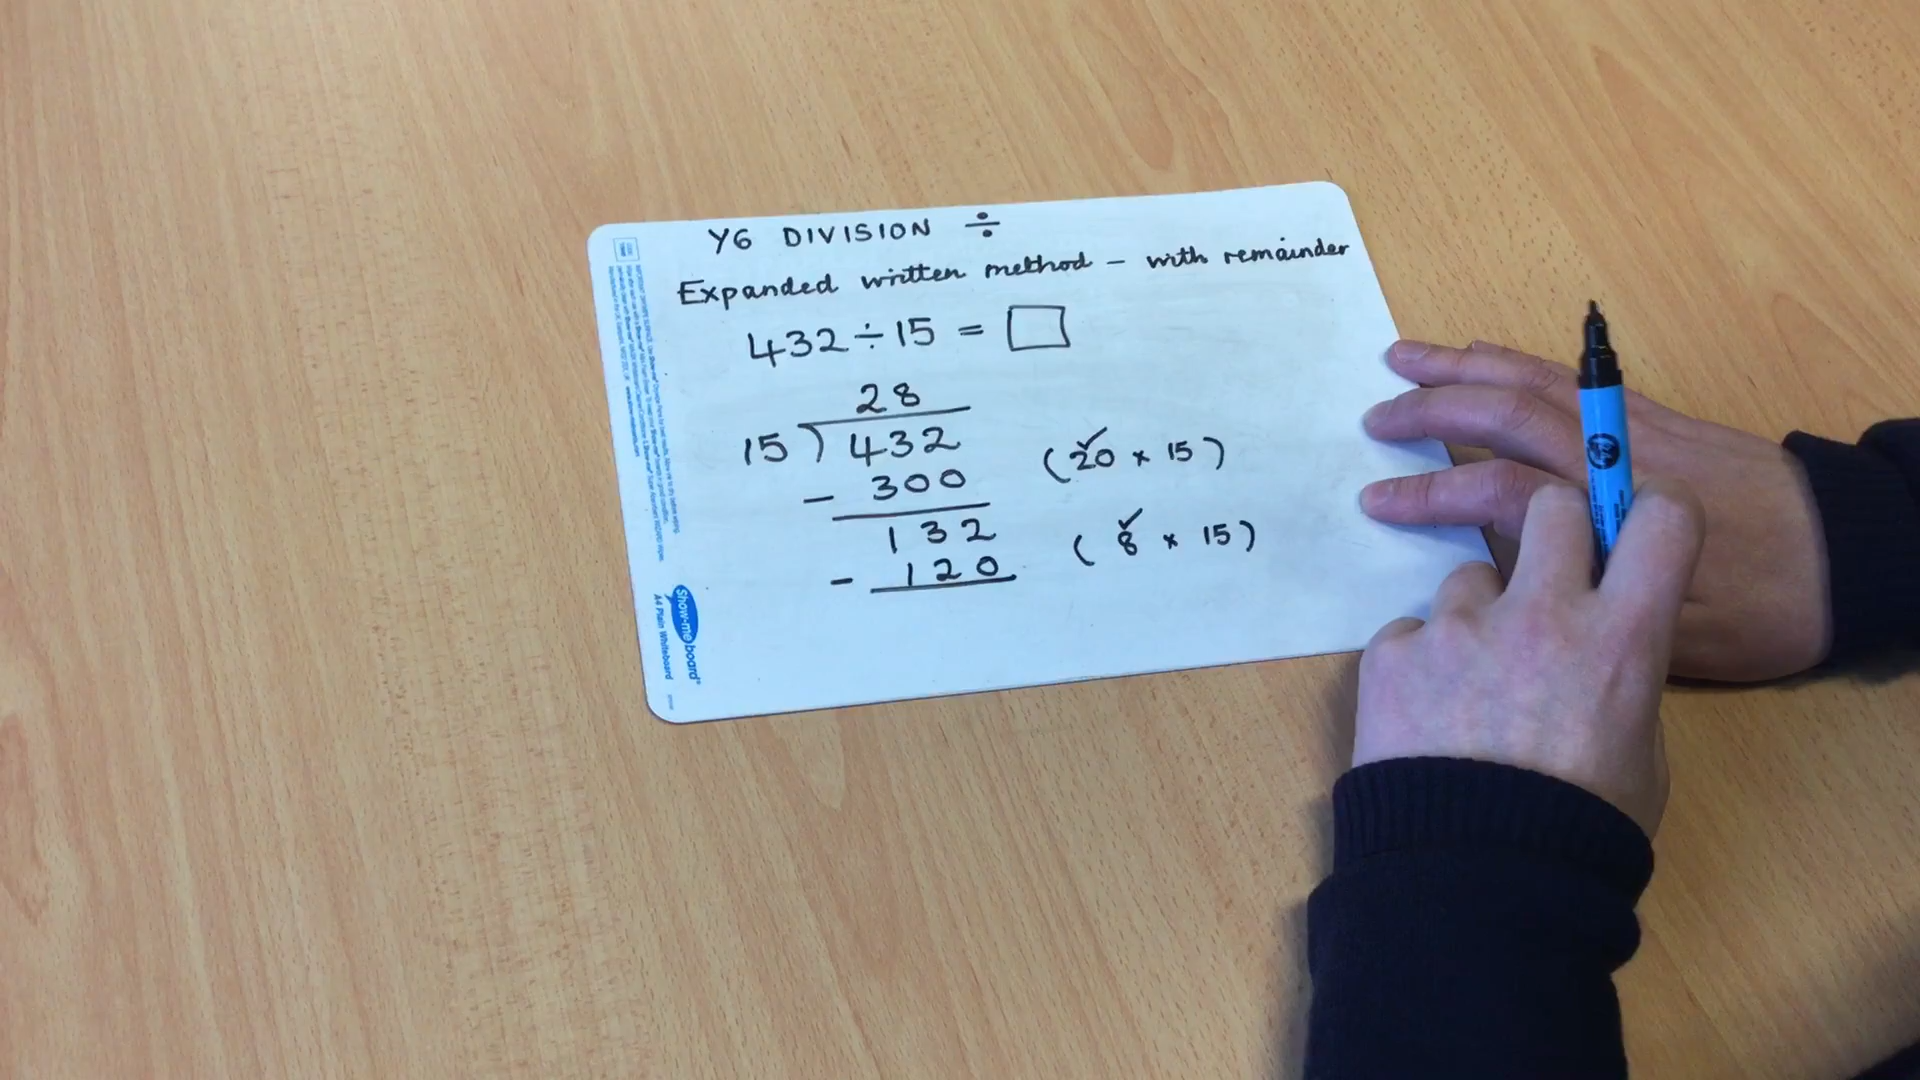 Y6 DIVISION ÷
Expanded written method – with remainder
432 ÷ 15 = □
28
15 ) 432 (20 × 15)
- 300
132 (8 × 15)
- 120
Show-me board®
A4 Plain Whiteboard